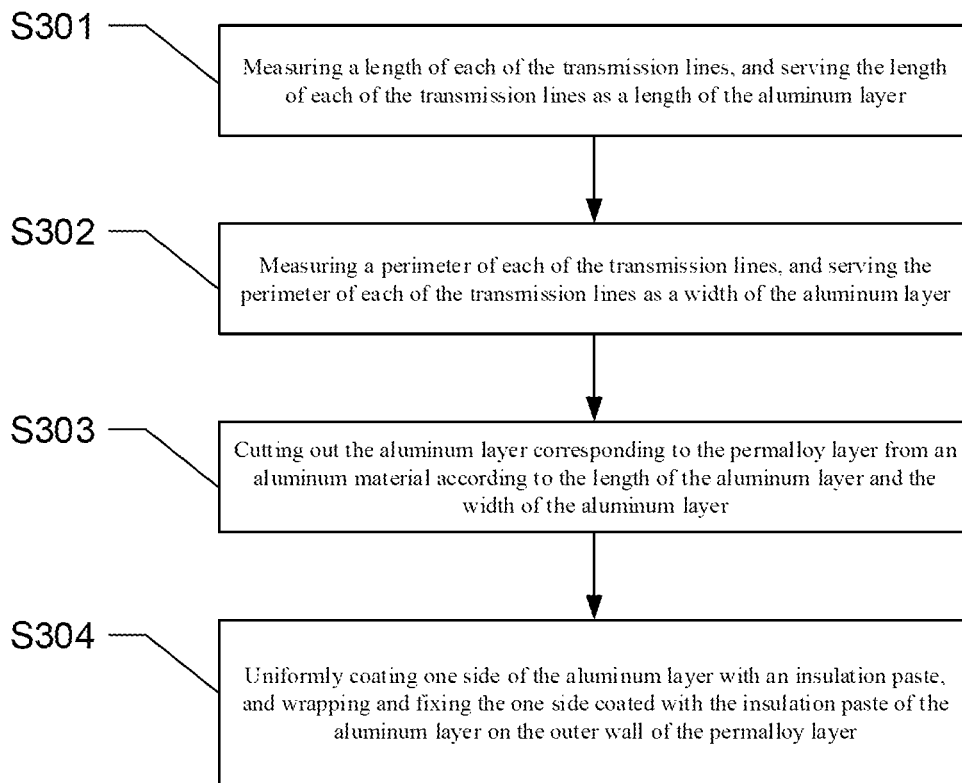 S301
Measuring a length of each of the transmission lines, and serving the length
of each of the transmission lines as a length of the aluminum layer
S302
Measuring a perimeter of each of the transmission lines, and serving the
perimeter of each of the transmission lines as a width of the aluminum layer
S303
Cutting out the aluminum layer corresponding to the permalloy layer from an
aluminum material according to the length of the aluminum layer and the
width of the aluminum layer
S304
Uniformly coating one side of the aluminum layer with an insulation paste,
and wrapping and fixing the one side coated with the insulation paste of the
aluminum layer on the outer wall of the permalloy layer